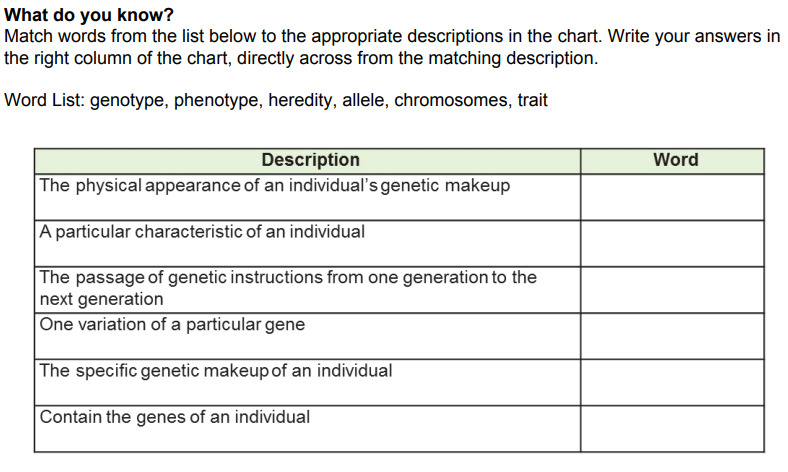 What do you know?
Match words from the list below to the appropriate descriptions in the chart. Write your answers in
the right column of the chart, directly across from the matching description.
Word List: genotype, phenotype, heredity, allele, chromosomes, trait
Description Word
The physical appearance of an individual's genetic makeup
A particular characteristic of an individual
The passage of genetic instructions from one generation to the
next generation
One variation of a particular gene
The specific genetic makeup of an individual
Contain the genes of an individual